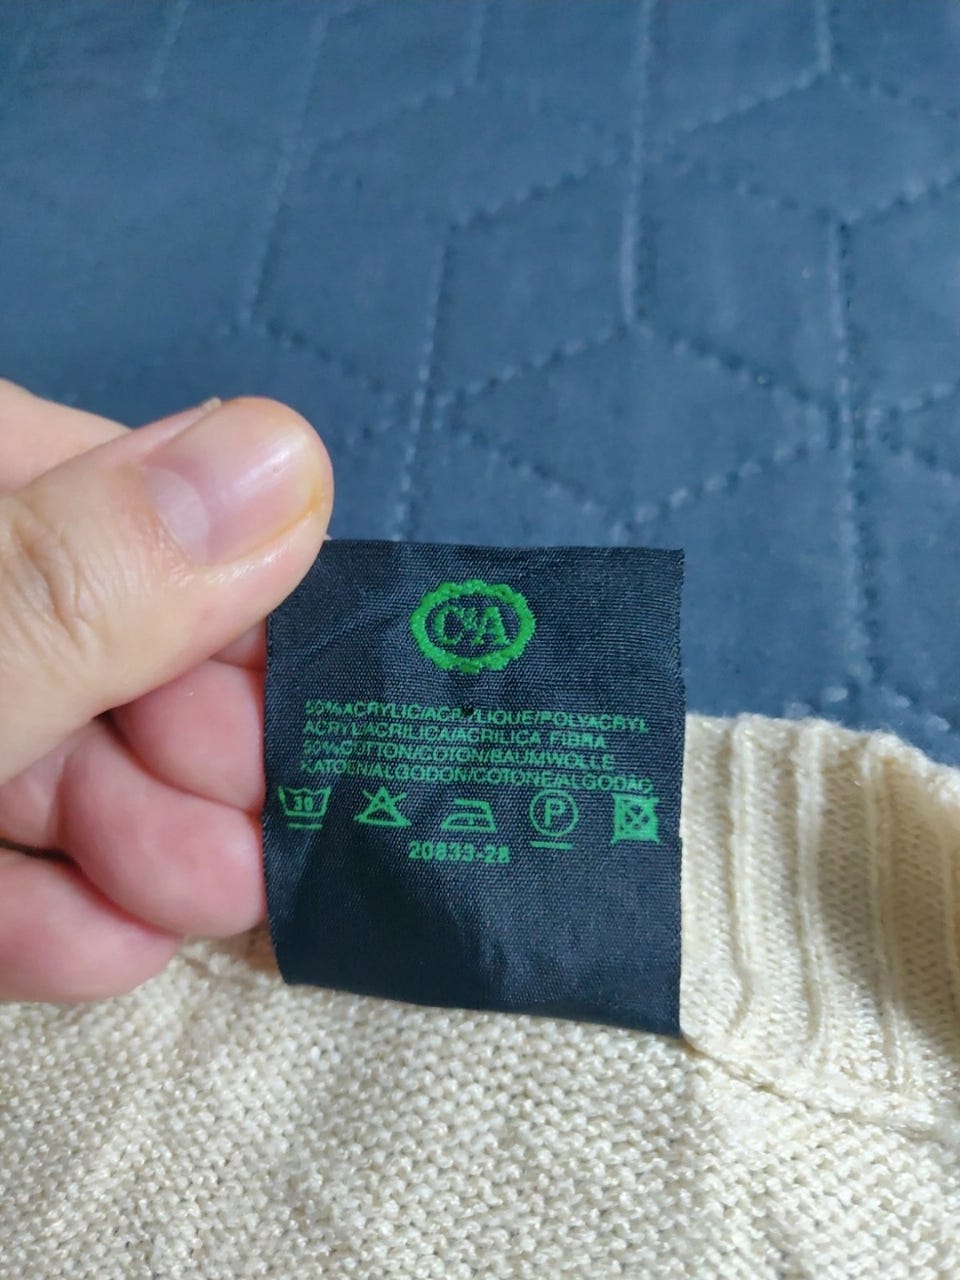 C&A
50% ACRYLIC/ACRYLIQUE/POLYACRYL
ACRYL/ACRILICA/ACRILICA FIBRA
50% COTTON/COTON/BAUMWOLLE
KATOEN/ALGODON/COTONE/ALGODAO
30
P
20833-28